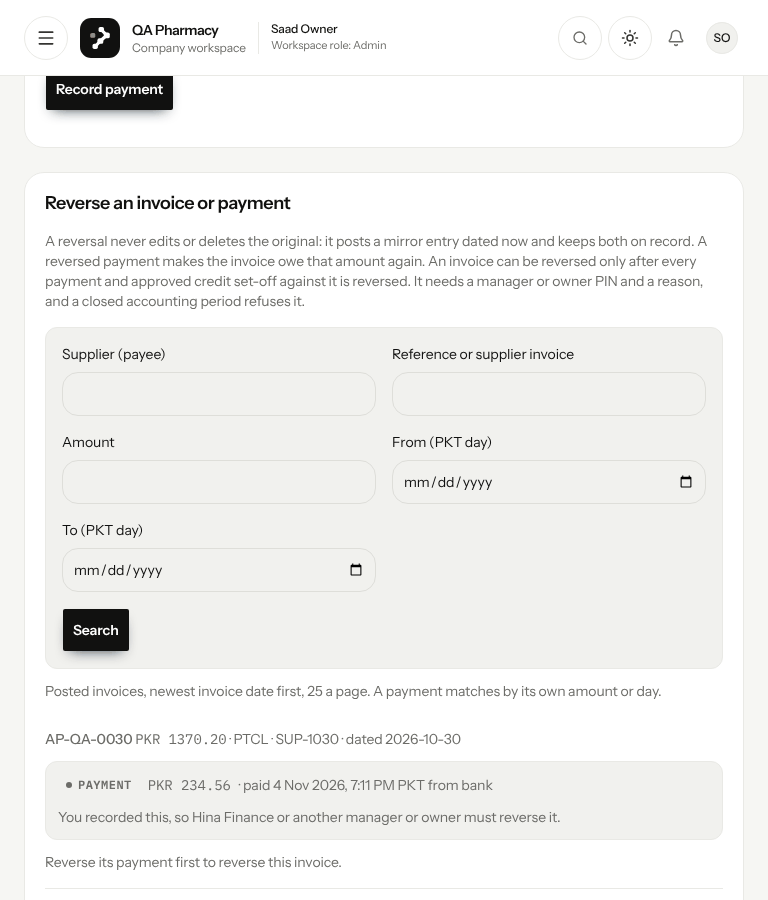 QA Pharmacy
Company workspace
Saad Owner
Workspace role: Admin
SO
Record payment
Reverse an invoice or payment
A reversal never edits or deletes the original: it posts a mirror entry dated now and keeps both on record. A
reversed payment makes the invoice owe that amount again. An invoice can be reversed only after every
payment and approved credit set-off against it is reversed. It needs a manager or owner PIN and a reason,
and a closed accounting period refuses it.
Supplier (payee)
Reference or supplier invoice
Amount
From (PKT day)
mm/dd/yyyy
To (PKT day)
mm/dd/yyyy
Search
Posted invoices, newest invoice date first, 25 a page. A payment matches by its own amount or day.
AP-QA-0030 PKR 1370.20 · PTCL · SUP-1030 · dated 2026-10-30
PAYMENT PKR 234.56 · paid 4 Nov 2026, 7:11 PM PKT from bank
You recorded this, so Hina Finance or another manager or owner must reverse it.
Reverse its payment first to reverse this invoice.